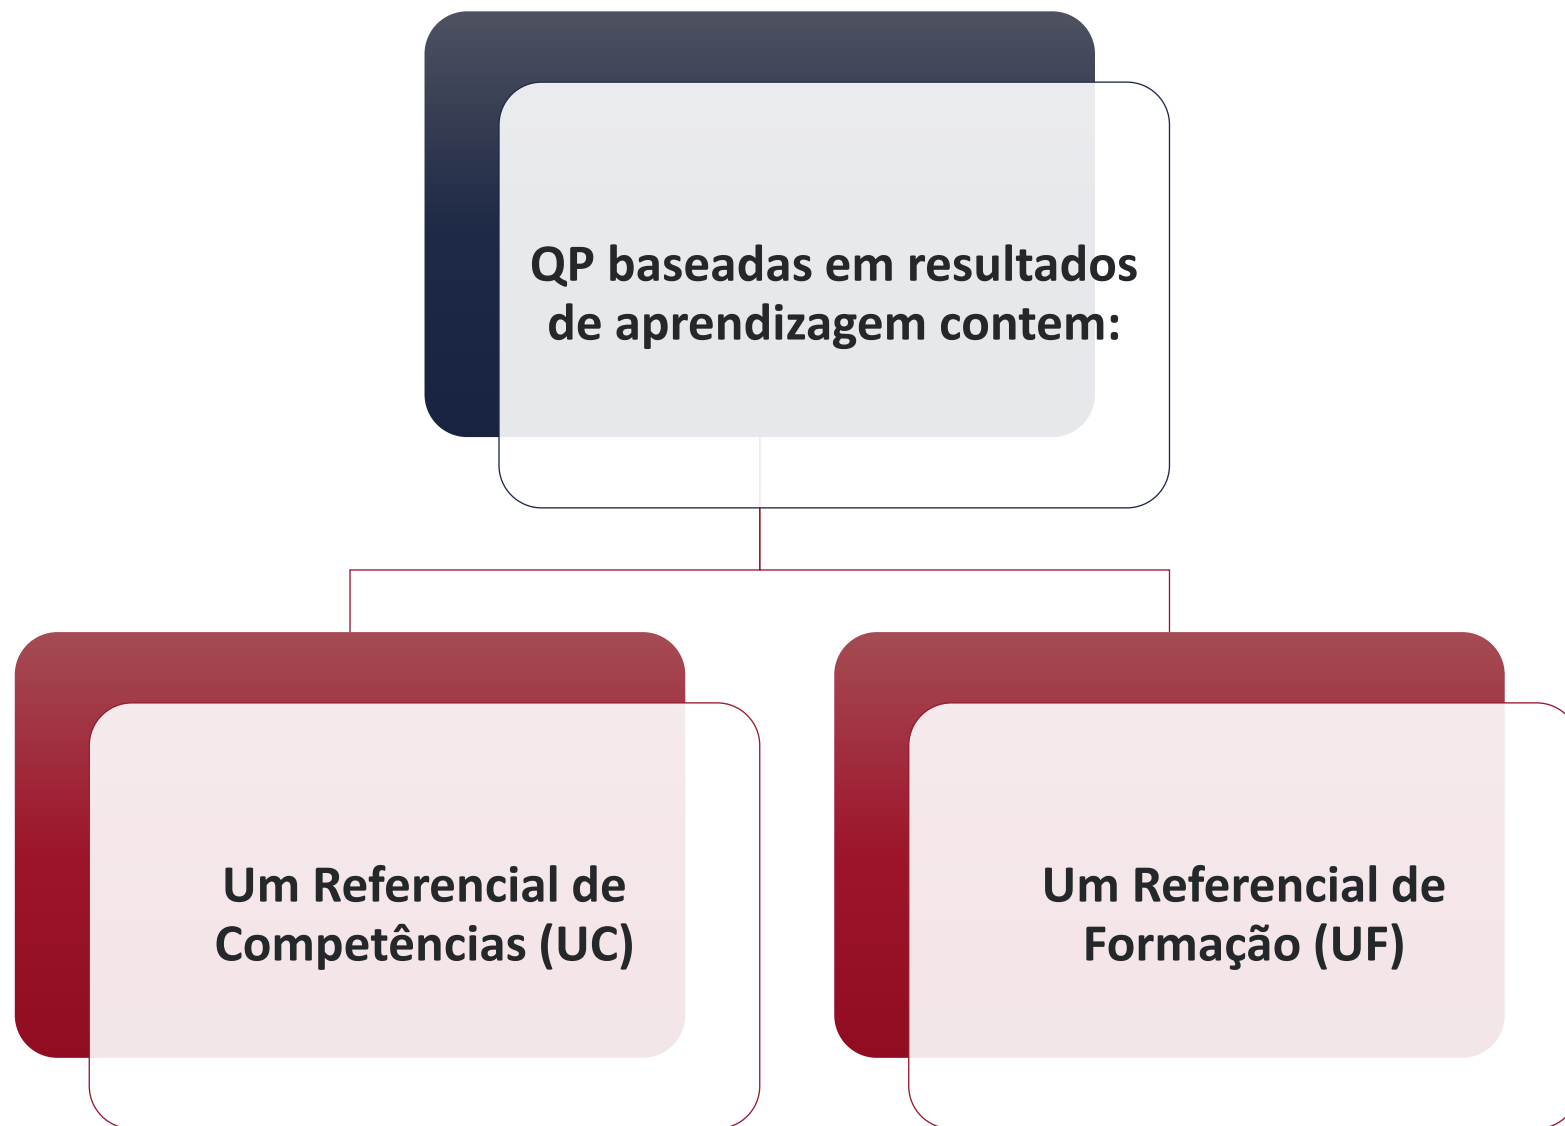 QP baseadas em resultados
de aprendizagem contem:
Um Referencial de
Competências (UC)
Um Referencial de
Formação (UF)